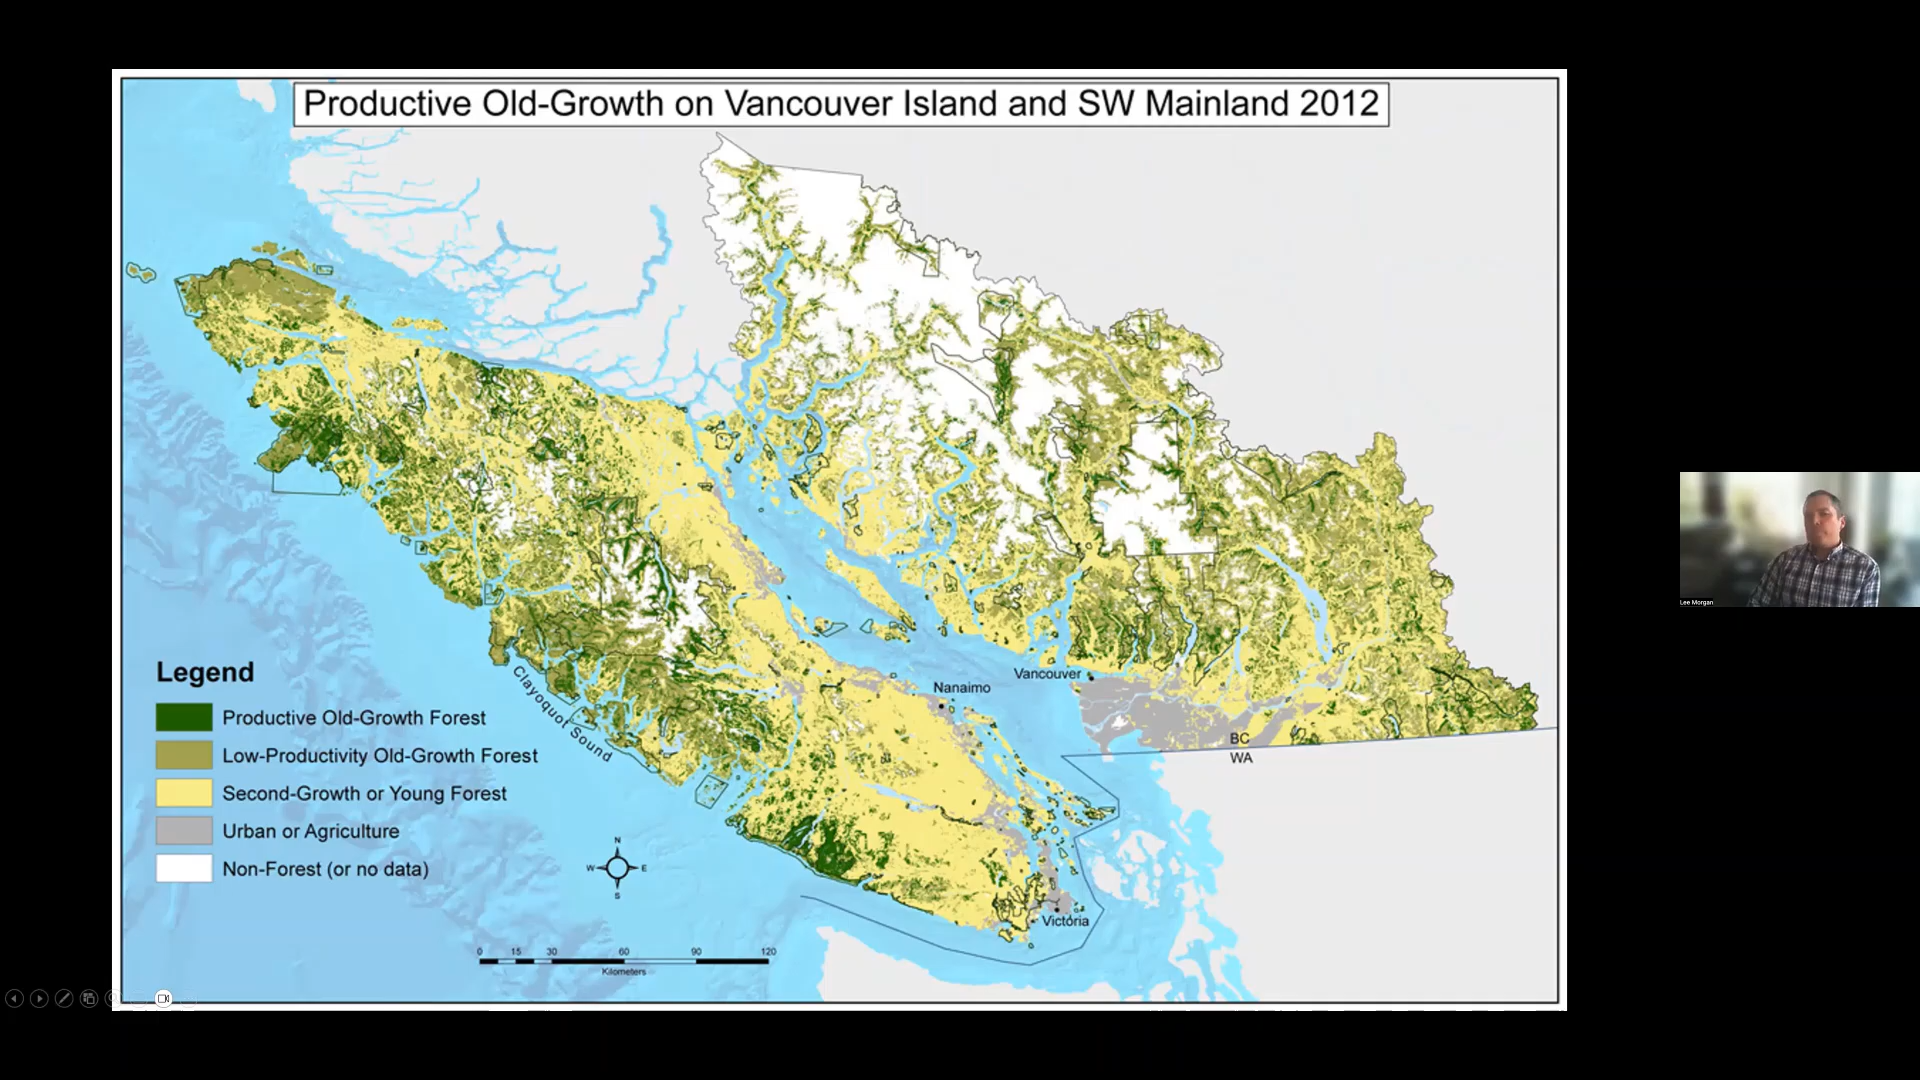 Productive Old-Growth on Vancouver Island and SW Mainland 2012
Vancouver
Nanaimo
BC
WA
Clayoquot Sound
Victoria
Legend
Productive Old-Growth Forest
Low-Productivity Old-Growth Forest
Second-Growth or Young Forest
Urban or Agriculture
Non-Forest (or no data)
N
W E
S
0 15 30 60 90 120
Kilometers
Lee Morgan